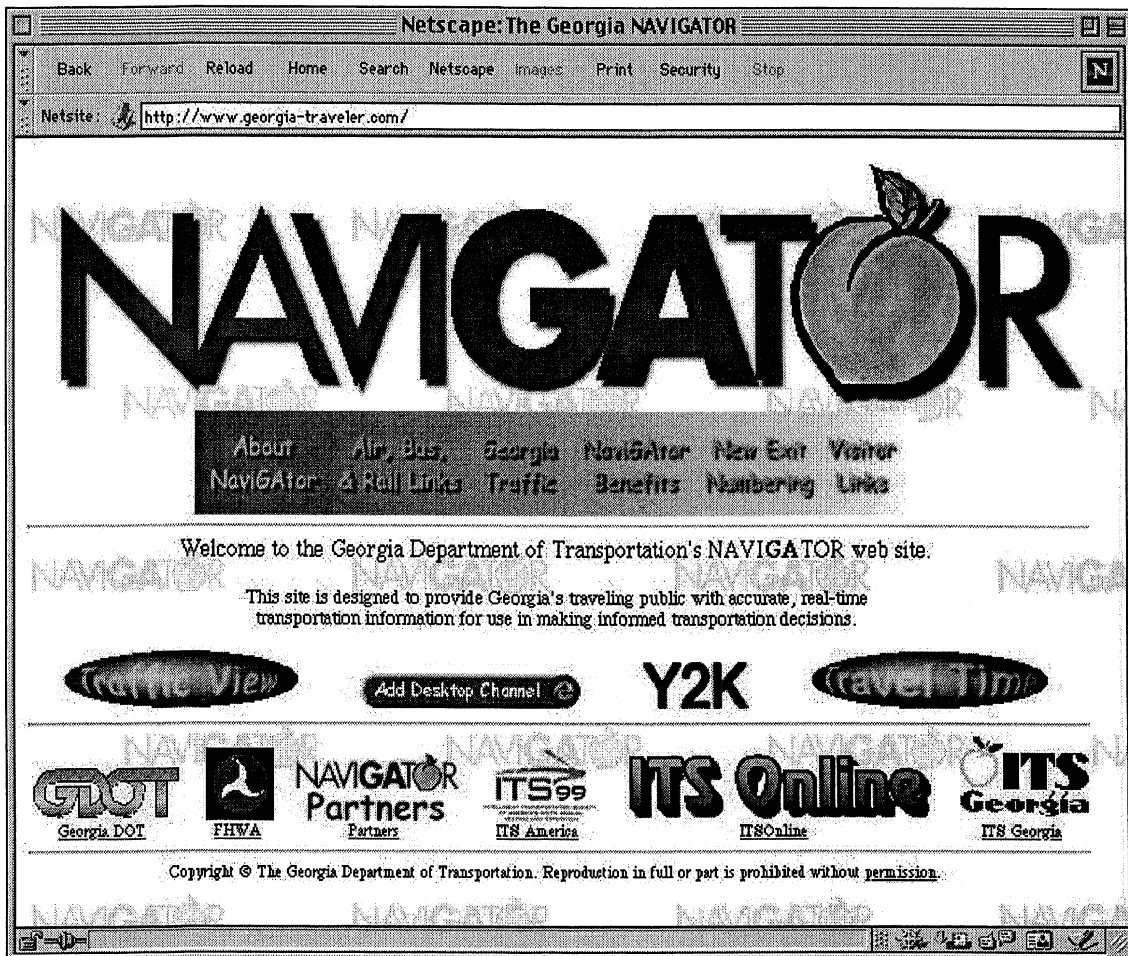 Netscape: The Georgia NAVIGATOR
Back Forward Reload Home Search Netscape Images Print Security Stop
N
Netsite: http://www.georgia-traveler.com/
NAVIGATOR
About Air, Bus, Georgia NaviGAtor New Exit Visitor
NaviGAtor & Rail Links Traffic Benefits Numbering Links
Welcome to the Georgia Department of Transportation's NAVIGATOR web site.
This site is designed to provide Georgia's traveling public with accurate, real-time
transportation information for use in making informed transportation decisions.
Traffic View Add Desktop Channel Y2K Travel Time
GDOT NAVIGATOR Partners ITS99 ITS Online ITS Georgia
Georgia DOT FHWA Partners ITS America ITSOnline ITS Georgia
Copyright © The Georgia Department of Transportation. Reproduction in full or part is prohibited without permission.